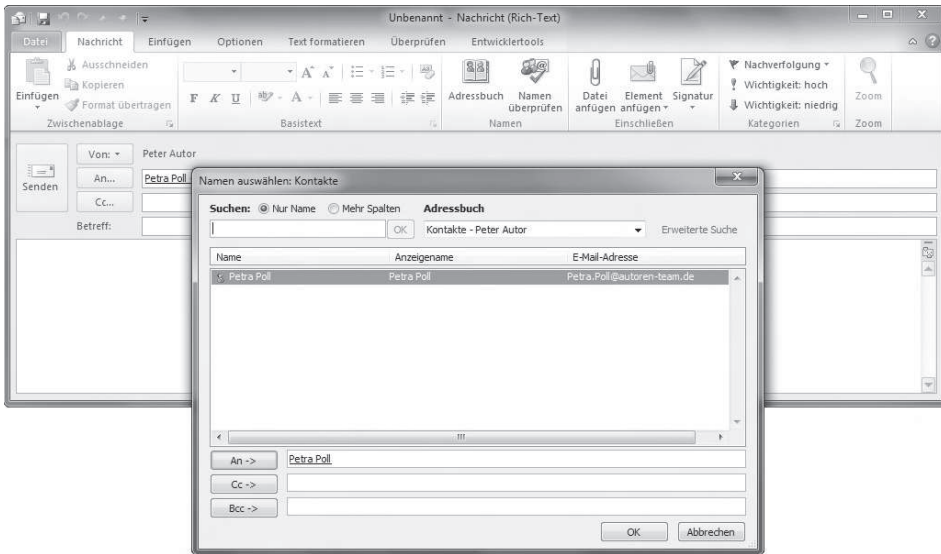 Unbenannt - Nachricht (Rich-Text)
Datei Nachricht Einfügen Optionen Text formatieren Überprüfen Entwicklertools
Einfügen
Ausschneiden
Kopieren
Format übertragen
Zwischenablage
F K U
Basistext
Adressbuch
Namen überprüfen
Namen
Datei anfügen
Element anfügen
Signatur
Einschließen
Nachverfolgung
Wichtigkeit: hoch
Wichtigkeit: niedrig
Kategorien
Zoom
Zoom
Senden
Von: Peter Autor
An... Petra Poll
Cc...
Betreff:
Namen auswählen: Kontakte
Suchen: Nur Name Mehr Spalten Adressbuch
OK Kontakte - Peter Autor Erweiterte Suche
Name Anzeigename E-Mail-Adresse
Petra Poll Petra Poll Petra.Poll@autoren-team.de
An -> Petra Poll
Cc ->
Bcc ->
OK Abbrechen